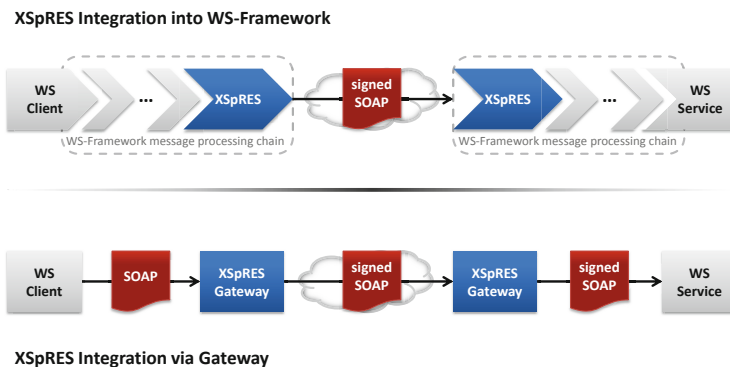 XSpRES Integration into WS-Framework
WS
Client
...
XSpRES
signed
SOAP
XSpRES
...
WS
Service
WS-Framework message processing chain
WS-Framework message processing chain
WS
Client
SOAP
XSpRES
Gateway
signed
SOAP
XSpRES
Gateway
signed
SOAP
WS
Service
XSpRES Integration via Gateway